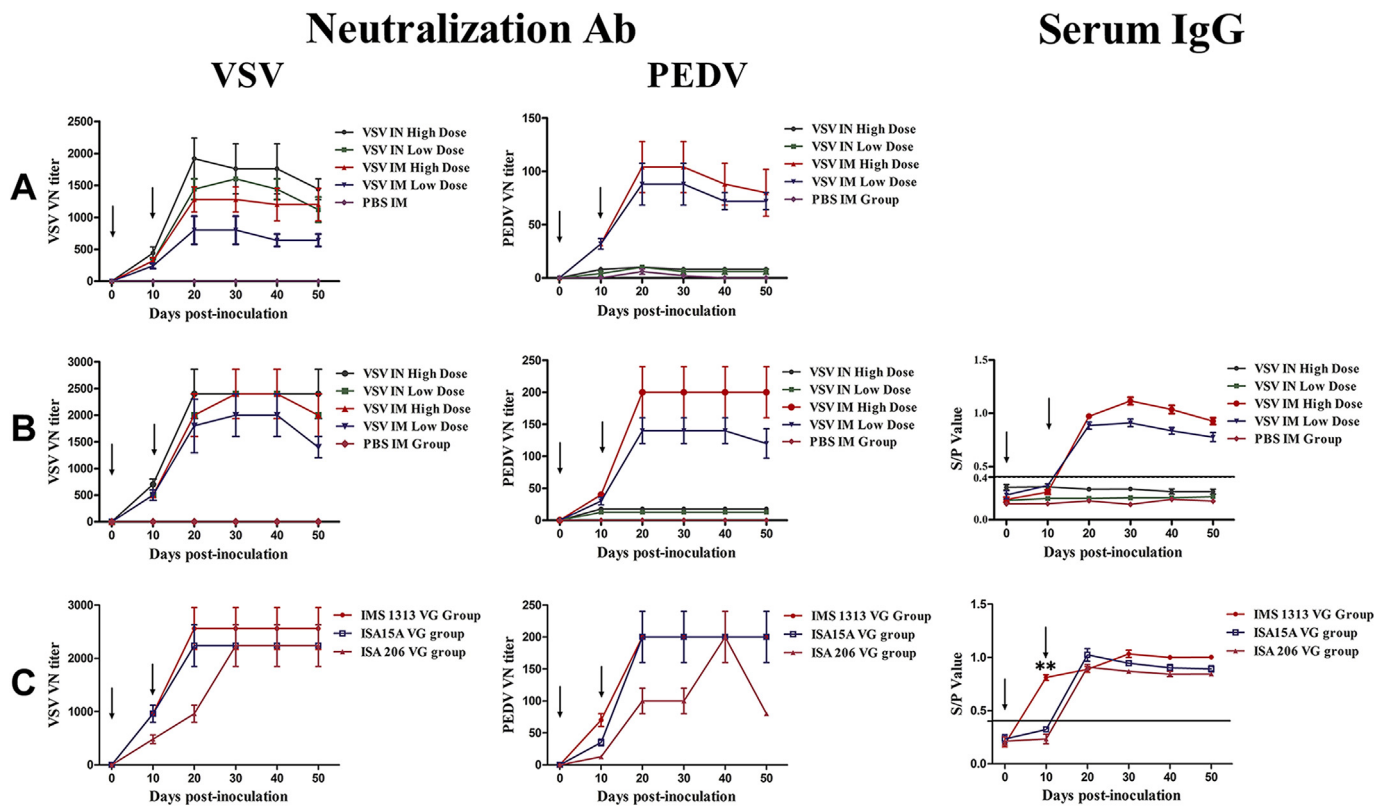 Neutralization Ab
Serum IgG
VSV
PEDV
A
VSV VN titer
2500
2000
1500
1000
500
0
0 10 20 30 40 50
Days post-inoculation
VSV IN High Dose
VSV IN Low Dose
VSV IM High Dose
VSV IM Low Dose
PBS IM
PEDV VN titer
150
100
50
0
0 10 20 30 40 50
Days post-inoculation
VSV IN High Dose
VSV IN Low Dose
VSV IM High Dose
VSV IM Low Dose
PBS IM Group
B
VSV VN titer
3000
2500
2000
1500
1000
500
0
0 10 20 30 40 50
Days post-inoculation
VSV IN High Dose
VSV IN Low Dose
VSV IM High Dose
VSV IM Low Dose
PBS IM Group
PEDV VN titer
250
200
150
100
50
0
0 10 20 30 40 50
Days post-inoculation
VSV IN High Dose
VSV IN Low Dose
VSV IM High Dose
VSV IM Low Dose
PBS IM Group
S/P Value
1.5
1.0
0.5
0.4
0.0
0 10 20 30 40 50
Days post-inoculation
VSV IN High Dose
VSV IN Low Dose
VSV IM High Dose
VSV IM Low Dose
PBS IM Group
C
VSV VN titer
3000
2000
1000
0
0 10 20 30 40 50
Days post-inoculation
IMS 1313 VG Group
ISA15A VG group
ISA 206 VG group
PEDV VN titer
250
200
150
100
50
0
0 10 20 30 40 50
Days post-inoculation
IMS 1313 VG Group
ISA15A VG group
ISA 206 VG group
S/P Value
1.5
1.0
0.5
0.0
**
0 10 20 30 40 50
Days post-inoculation
IMS 1313 VG Group
ISA15A VG group
ISA 206 VG group